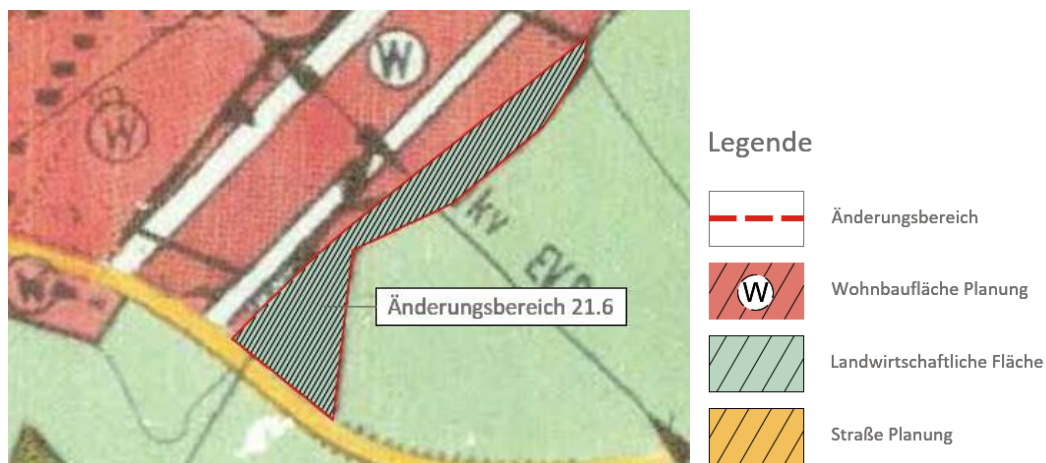 W
W
kv
Änderungsbereich 21.6
W
Legende
Änderungsbereich
W
Wohnbaufläche Planung
Landwirtschaftliche Fläche
Straße Planung